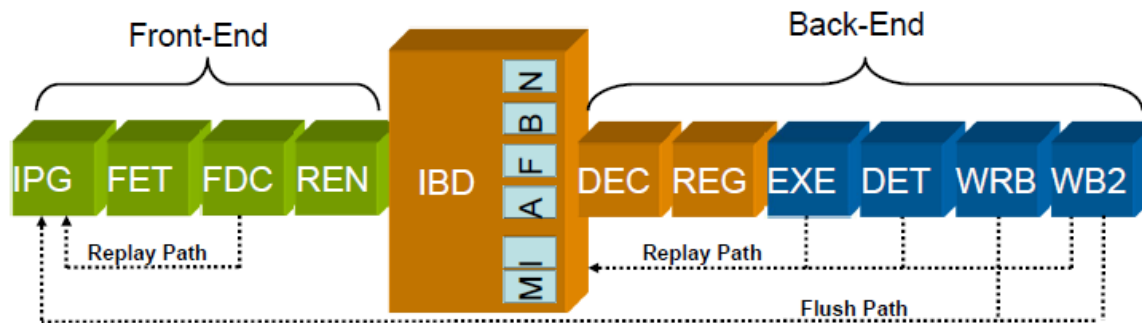 Front-End
Back-End
N
B
F
A
I
M
IPG FET FDC REN IBD DEC REG EXE DET WRB WB2
Replay Path
Replay Path
Flush Path